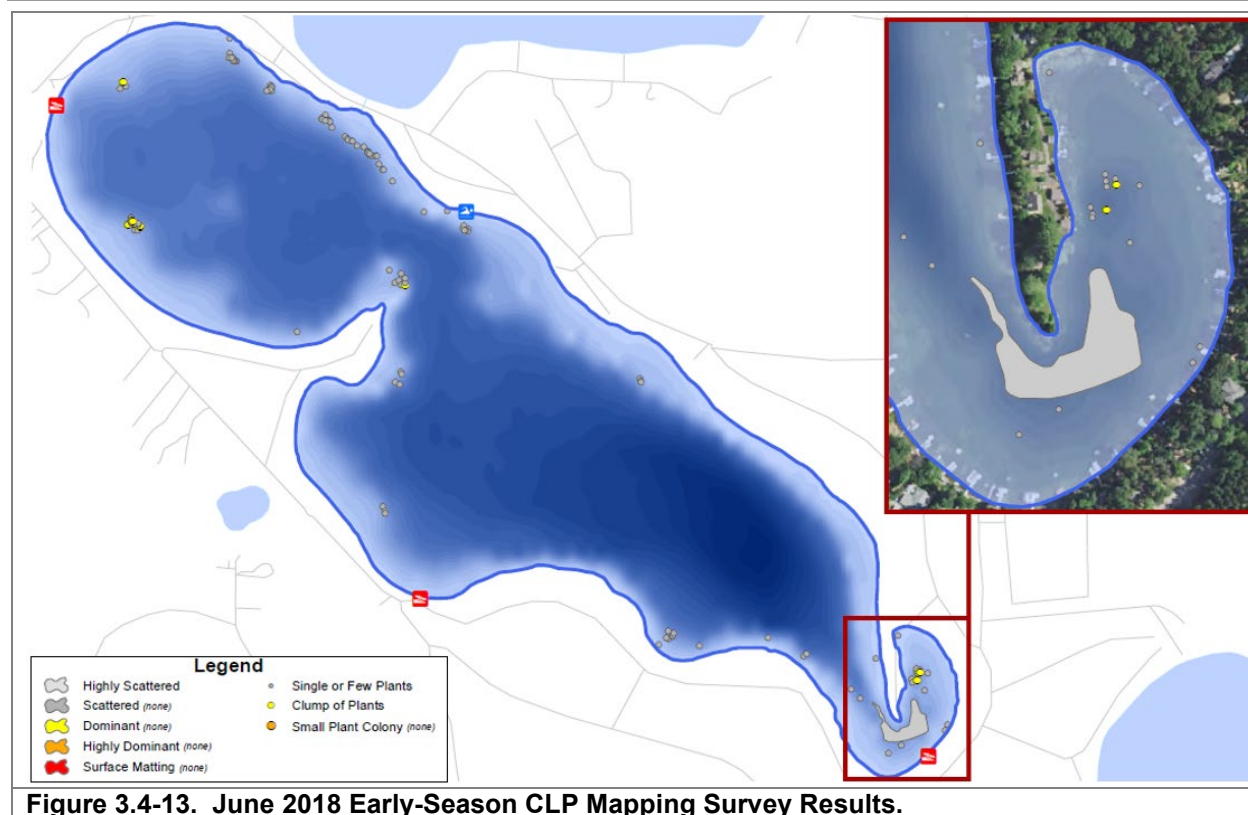 Legend
Highly Scattered
Scattered (none)
Dominant (none)
Highly Dominant (none)
Surface Matting (none)
Single or Few Plants
Clump of Plants
Small Plant Colony (none)
Figure 3.4-13. June 2018 Early-Season CLP Mapping Survey Results.